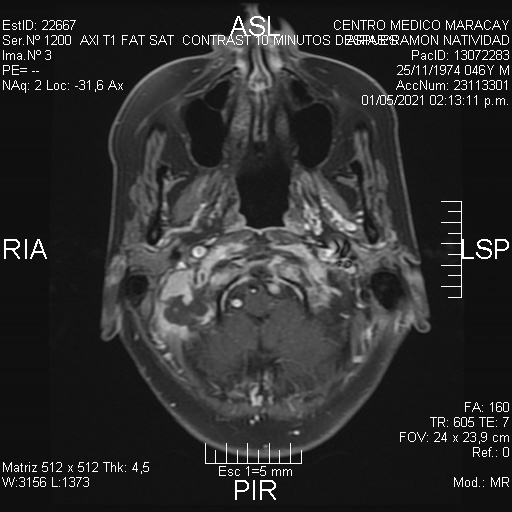 EstID: 22667
Ser.Nº 1200 AXI T1 FAT SAT CONTRAST 10 MINUTOS
Ima.Nº 3
PE= --
NAq: 2 Loc: -31,6 Ax
ASL
CENTRO MEDICO MARACAY
RAMON NATIVIDAD
PacID: 13072283
25/11/1974 046Y M
AccNum: 23113301
01/05/2021 02:13:11 p.m.
RIA
LSP
FA: 160
TR: 605 TE: 7
FOV: 24 x 23,9 cm
Ref.: 0
Matriz 512 x 512 Thk: 4,5
W:3156 L:1373
Esc 1=5 mm
PIR
Mod.: MR